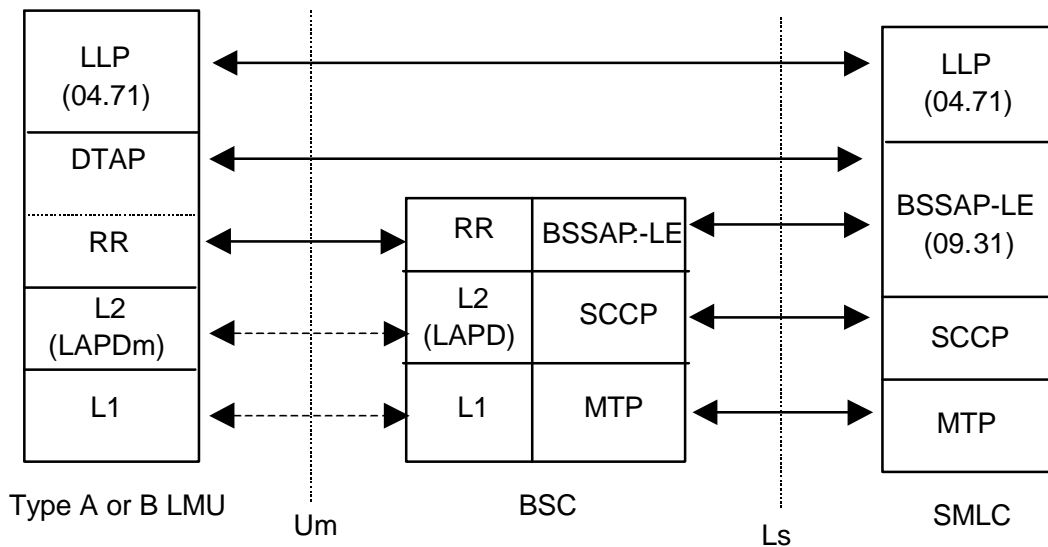 LLP
(04.71)
DTAP
RR
L2
(LAPDm)
L1
Type A or B LMU
Um
RR
BSSAP.-LE
L2
(LAPD)
SCCP
L1
MTP
BSC
Ls
LLP
(04.71)
BSSAP-LE
(09.31)
SCCP
MTP
SMLC